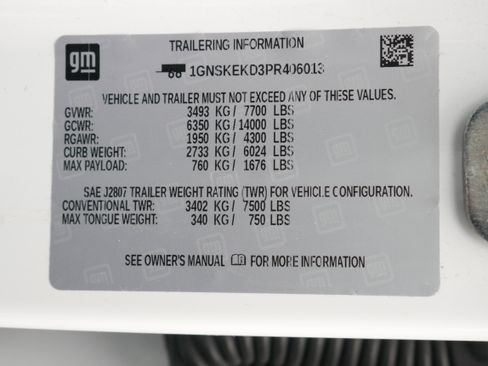 gm
TRAILERING INFORMATION
1GNSKEKD3PR406013
VEHICLE AND TRAILER MUST NOT EXCEED ANY OF THESE VALUES.
GVWR: 3493 KG/ 7700 LBS
GCWR: 6350 KG/14000 LBS
RGAWR: 1950 KG/ 4300 LBS
CURB WEIGHT: 2733 KG/ 6024 LBS
MAX PAYLOAD: 760 KG/ 1676 LBS
SAE J2807 TRAILER WEIGHT RATING (TWR) FOR VEHICLE CONFIGURATION.
CONVENTIONAL TWR: 3402 KG/ 7500 LBS
MAX TONGUE WEIGHT: 340 KG/ 750 LBS
SEE OWNER'S MANUAL FOR MORE INFORMATION